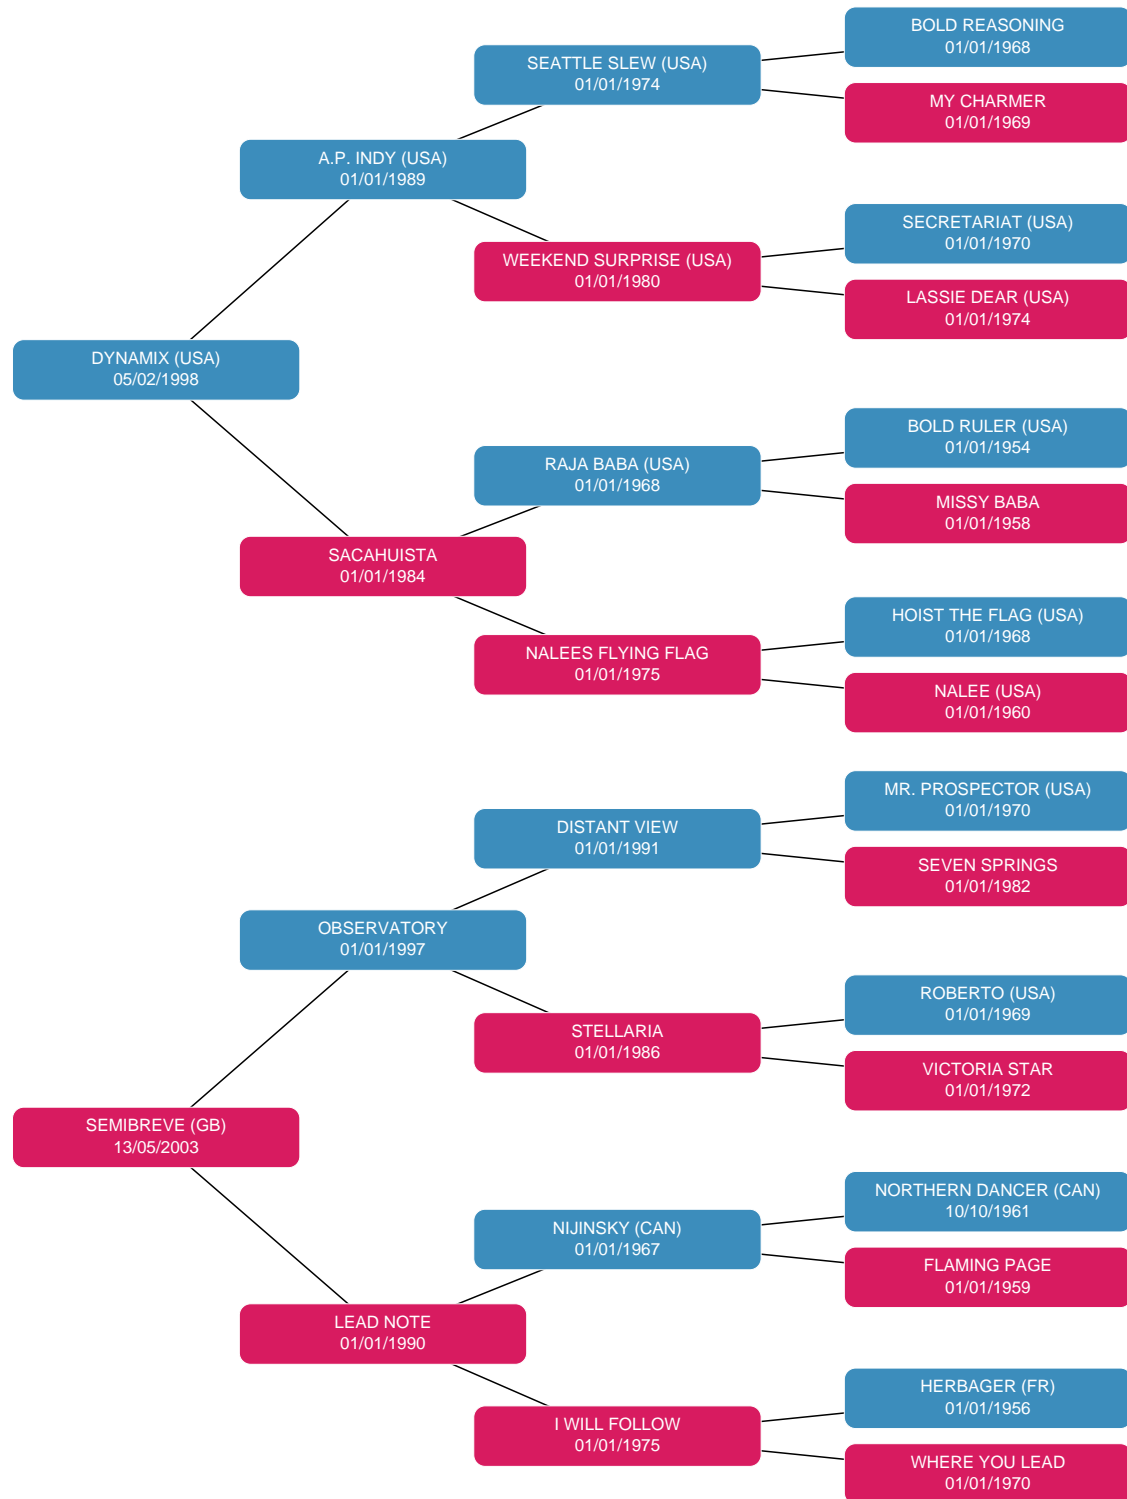 BOLD REASONING
01/01/1968
SEATTLE SLEW (USA)
01/01/1974
MY CHARMER
01/01/1969
A.P. INDY (USA)
01/01/1989
SECRETARIAT (USA)
01/01/1970
WEEKEND SURPRISE (USA)
01/01/1980
LASSIE DEAR (USA)
01/01/1974
DYNAMIX (USA)
05/02/1998
BOLD RULER (USA)
01/01/1954
RAJA BABA (USA)
01/01/1968
MISSY BABA
01/01/1958
SACAHUISTA
01/01/1984
HOIST THE FLAG (USA)
01/01/1968
NALEES FLYING FLAG
01/01/1975
NALEE (USA)
01/01/1960
MR. PROSPECTOR (USA)
01/01/1970
DISTANT VIEW
01/01/1991
SEVEN SPRINGS
01/01/1982
OBSERVATORY
01/01/1997
ROBERTO (USA)
01/01/1969
STELLARIA
01/01/1986
VICTORIA STAR
01/01/1972
SEMIBREVE (GB)
13/05/2003
NORTHERN DANCER (CAN)
10/10/1961
NIJINSKY (CAN)
01/01/1967
FLAMING PAGE
01/01/1959
LEAD NOTE
01/01/1990
HERBAGER (FR)
01/01/1956
I WILL FOLLOW
01/01/1975
WHERE YOU LEAD
01/01/1970